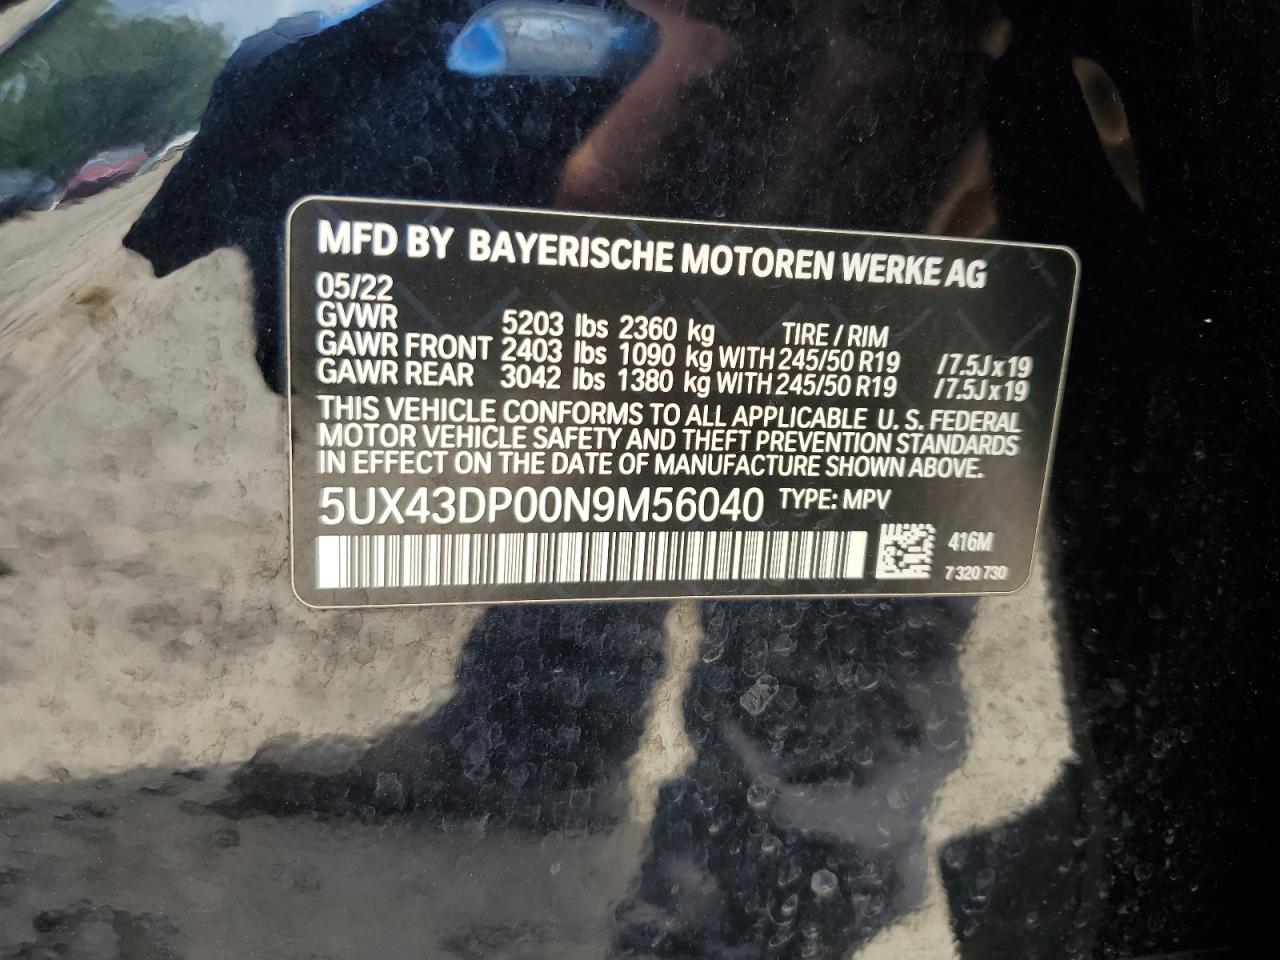 MFD BY BAYERISCHE MOTOREN WERKE AG
05/22
GVWR 5203 lbs 2360 kg TIRE / RIM
GAWR FRONT 2403 lbs 1090 kg WITH 245/50 R19 /7.5J x 19
GAWR REAR 3042 lbs 1380 kg WITH 245/50 R19 /7.5J x 19
THIS VEHICLE CONFORMS TO ALL APPLICABLE U. S. FEDERAL
MOTOR VEHICLE SAFETY AND THEFT PREVENTION STANDARDS
IN EFFECT ON THE DATE OF MANUFACTURE SHOWN ABOVE.
5UX43DP00N9M56040 TYPE: MPV
416M
7 320 730